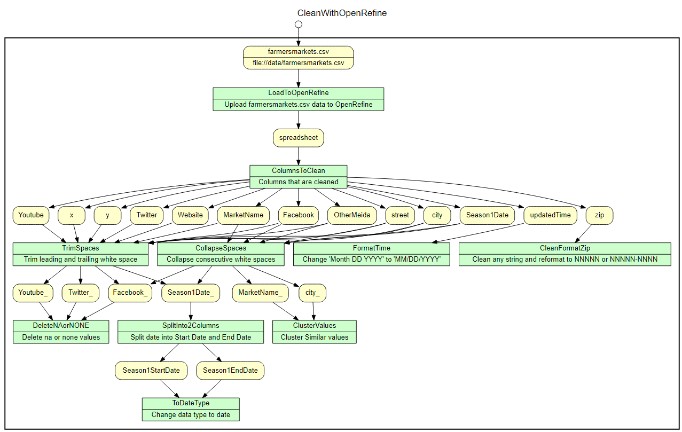 CleanWithOpenRefine
farmersmarkets.csv
file://data/farmersmarkets.csv
LoadToOpenRefine
Upload farmersmarkets.csv data to OpenRefine
spreadsheet
ColumnsToClean
Columns that are cleaned
Youtube x y Twitter Website MarketName Facebook OtherMeida street city Season1Date updatedTime zip
TrimSpaces CollapseSpaces FormatTime CleanFormatZip
Trim leading and trailing white space Collapse consecutive white spaces Change 'Month DD YYYY' to 'MM/DD/YYYY' Clean any string and reformat to NNNNN or NNNNN-NNNN
Youtube_ Twitter_ Facebook_ Season1Date_ MarketName_ city_
DeleteNAorNONE SplitInto2Columns ClusterValues
Delete na or none values Split date into Start Date and End Date Cluster Similar values
Season1StartDate Season1EndDate
ToDateType
Change data type to date